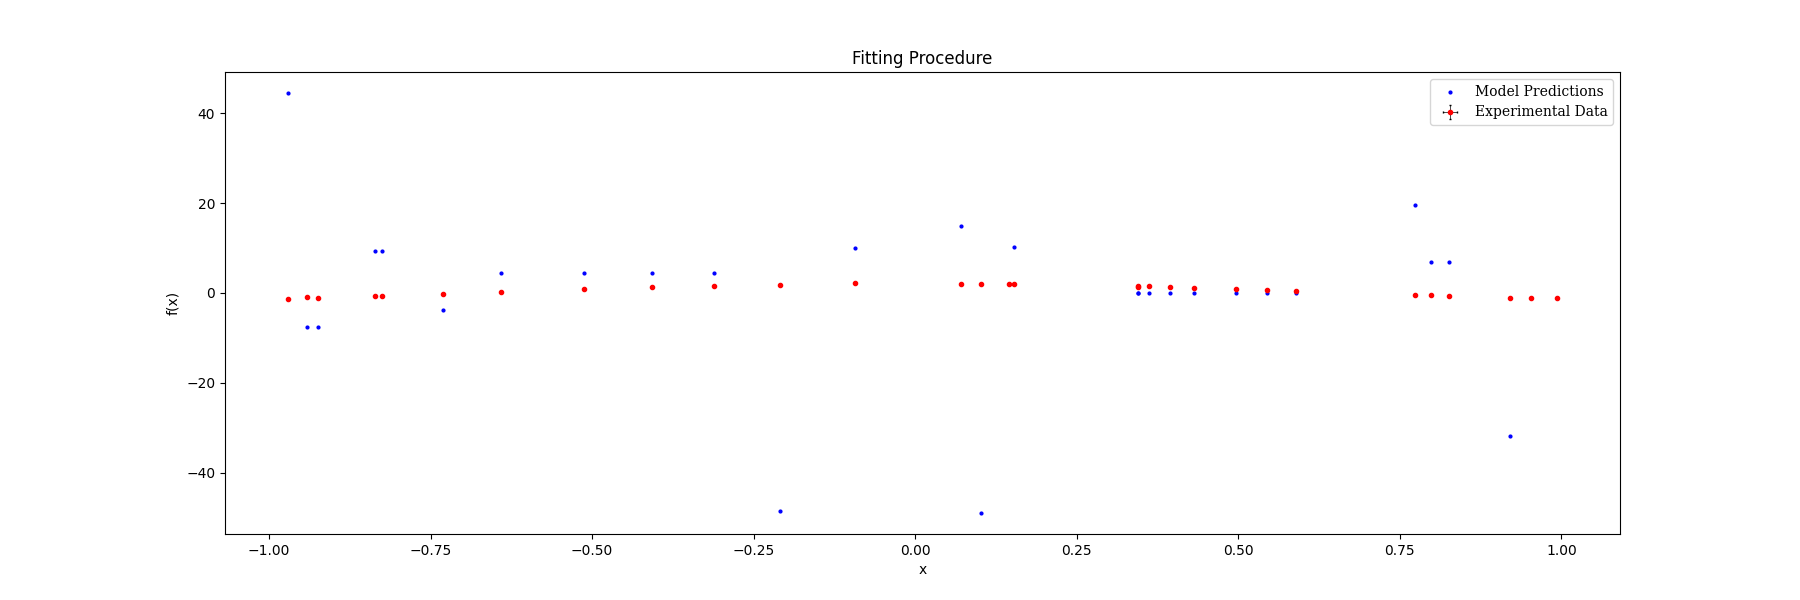 Fitting Procedure
Model Predictions
Experimental Data
40
20
0
−20
−40
f(x)
−1.00 −0.75 −0.50 −0.25 0.00 0.25 0.50 0.75 1.00
x